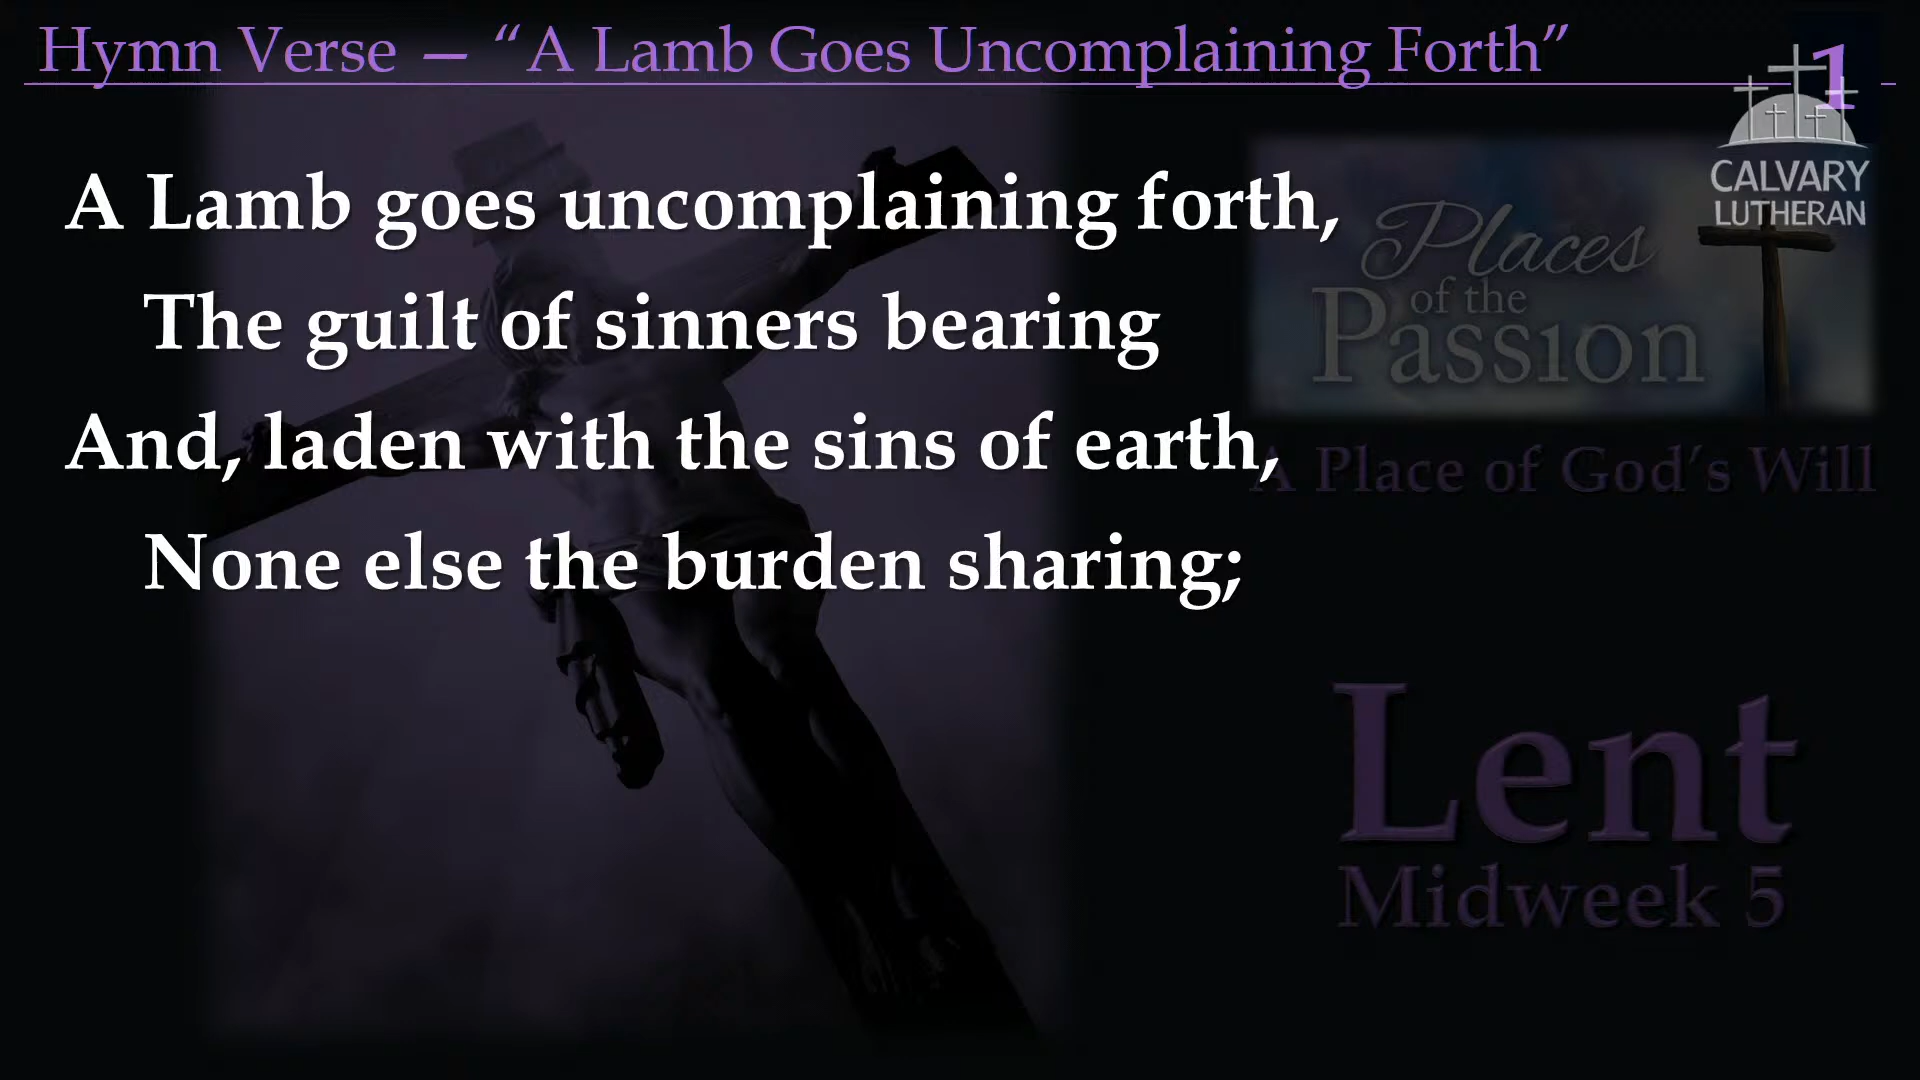 Hymn Verse — “A Lamb Goes Uncomplaining Forth”
1
CALVARY
LUTHERAN
A Lamb goes uncomplaining forth,
The guilt of sinners bearing
And, laden with the sins of earth,
None else the burden sharing;
Places
of the
Passion
A Place of God’s Will
Lent
Midweek 5